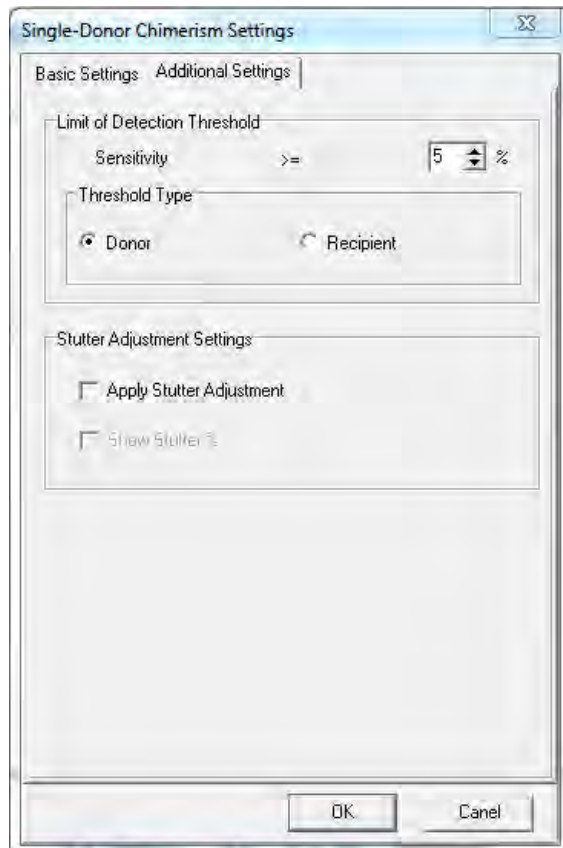 Single-Donor Chimerism Settings
Basic Settings Additional Settings
Limit of Detection Threshold
Sensitivity >= 5 %
Threshold Type
Donor Recipient
Stutter Adjustment Settings
Apply Stutter Adjustment
Show Stutter %
OK Canel